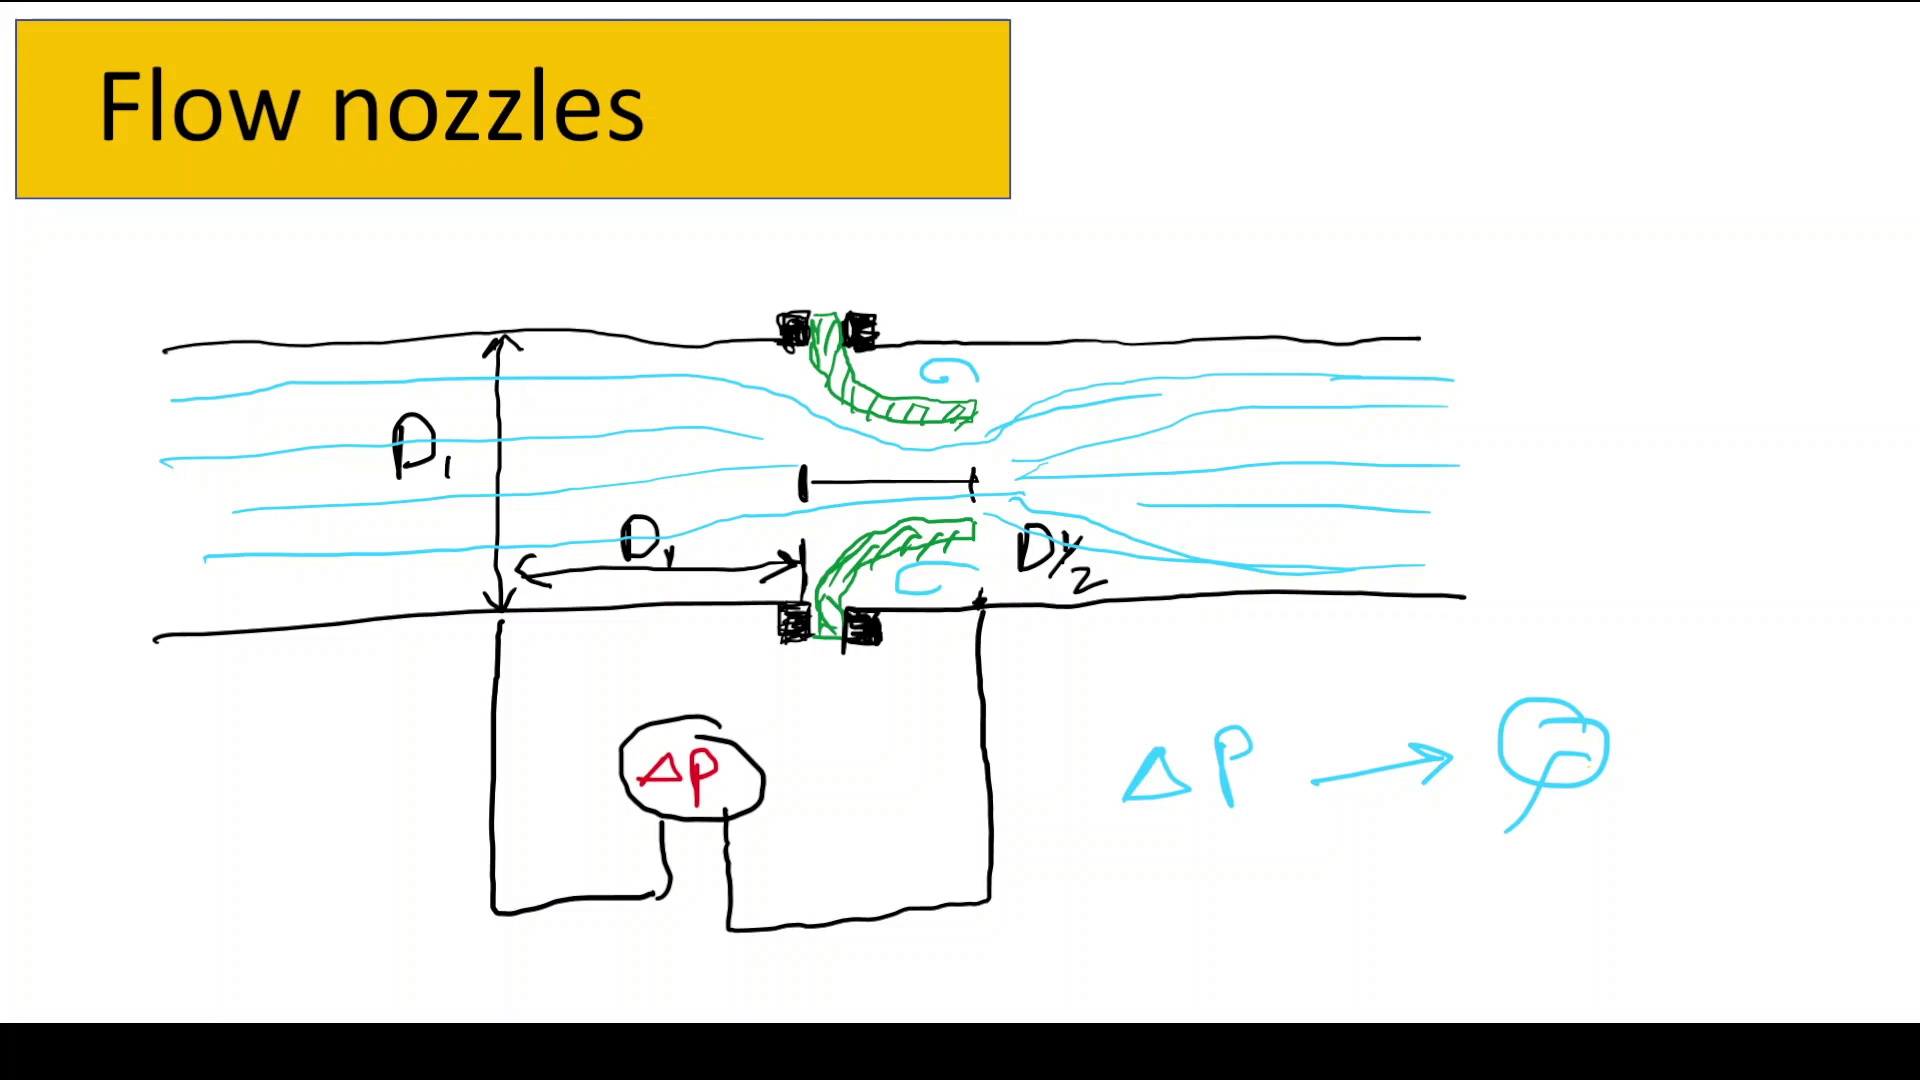 Flow nozzles
D₁
D₁
D₁/2
ΔP
ΔP → Q